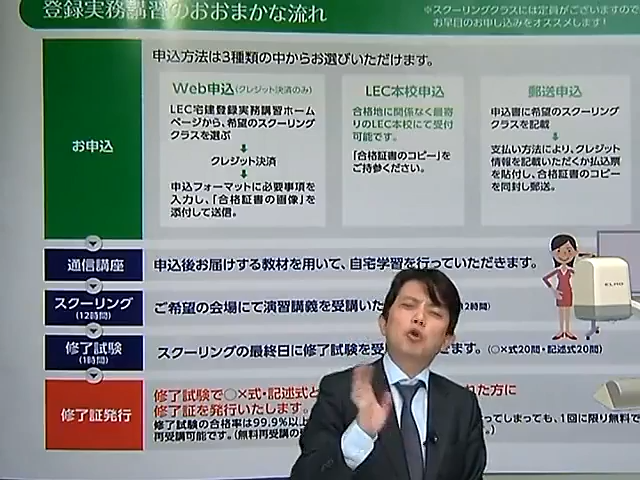 登録実務講習のおおまかな流れ
※スクーリングクラスには定員がございますので
お早目のお申し込みをオススメします!
お申込
申込方法は3種類の中からお選びいただけます。
Web申込(クレジット決済のみ)
LEC宅建登録実務講習ホーム
ページから、希望のスクーリング
クラスを選ぶ
クレジット決済
申込フォーマットに必要事項を
入力し、「合格証書の画像」を
添付して送信。
LEC本校申込
合格地に関係なく最寄
りのLEC本校にて受付
可能です。
「合格証書のコピー」を
ご持参ください。
郵送申込
申込書に希望のスクーリング
クラスを記載
支払い方法により、クレジット
情報を記載いただくか払込票
を貼付し、合格証書のコピー
を同封し郵送。
通信講座
申込後お届けする教材を用いて、自宅学習を行っていただきます。
スクーリング
(12時間)
ご希望の会場にて演習講義を受講いた
12時間)
修了試験
(1時間)
スクーリングの最終日に修了試験を受
ます。(○×式20問・記述式20問)
修了証発行
修了試験で○×式・記述式と
れた方に
修了証を発行いたします。
修了試験の合格率は99.9%以上
ってしまっても、1回に限り無料で
再受講可能です。(無料再受講の
ELMO